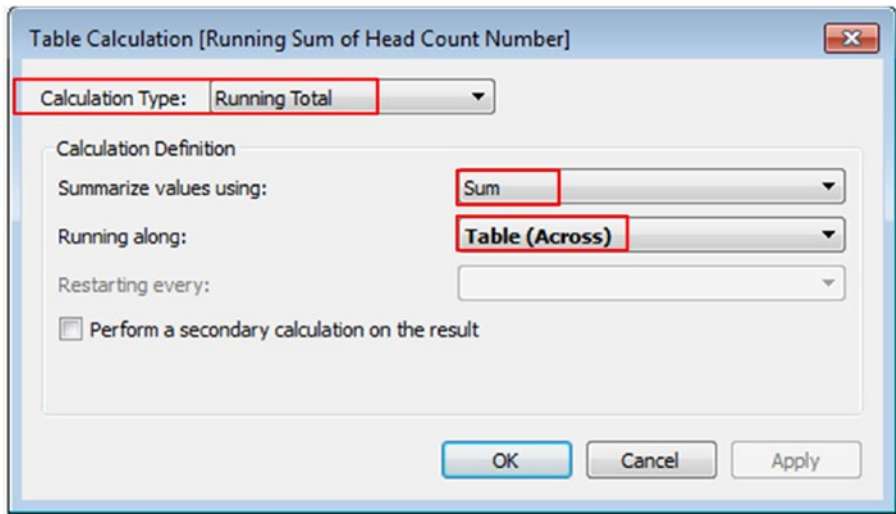 Table Calculation [Running Sum of Head Count Number]
Calculation Type: Running Total
Calculation Definition
Summarize values using: Sum
Running along: Table (Across)
Restarting every:
Perform a secondary calculation on the result
OK Cancel Apply